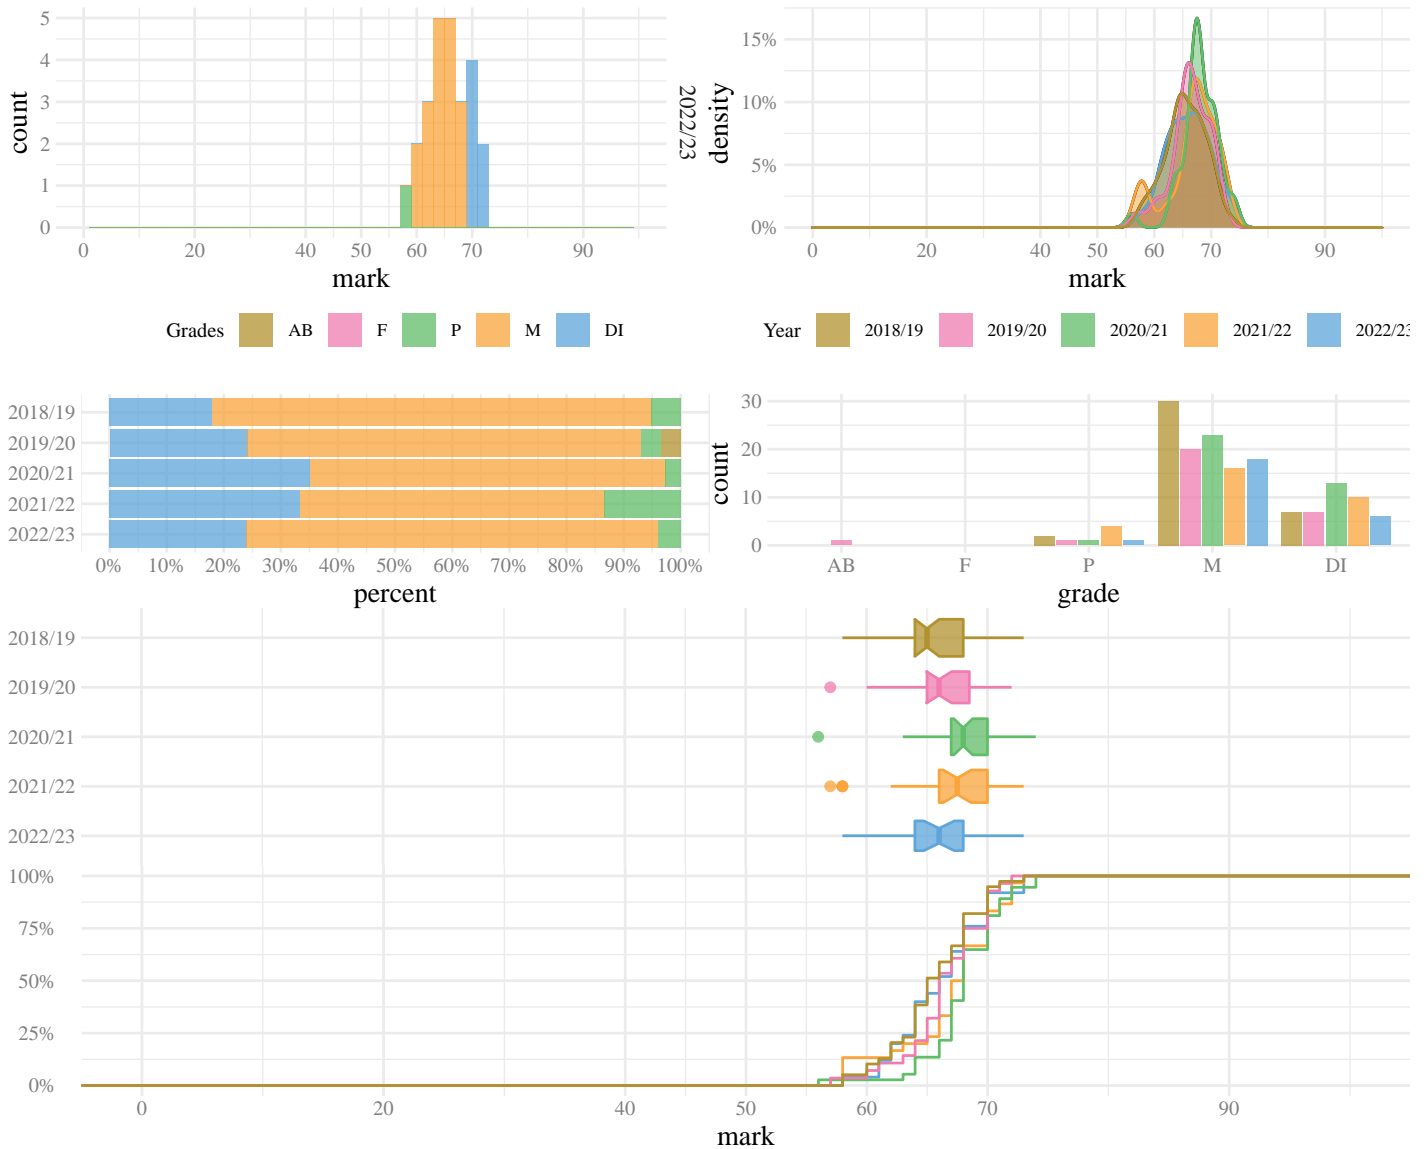 5
4
3
2
1
0
count
0 20 40 50 60 70 90
mark
2022/23
15%
10%
5%
0%
density
0 20 40 50 60 70 90
mark
Grades AB F P M DI
Year 2018/19 2019/20 2020/21 2021/22 2022/23
2018/19
2019/20
2020/21
2021/22
2022/23
0% 10% 20% 30% 40% 50% 60% 70% 80% 90% 100%
percent
30
20
10
0
count
AB F P M DI
grade
2018/19
2019/20
2020/21
2021/22
2022/23
100%
75%
50%
25%
0%
0 20 40 50 60 70 90
mark